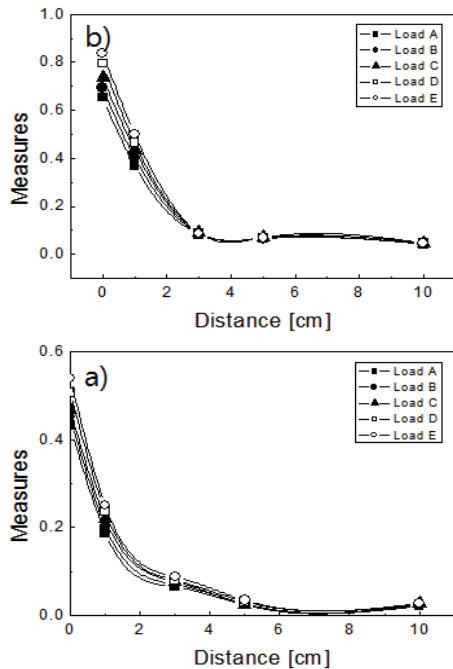 b)
Load A
Load B
Load C
Load D
Load E
1.0
0.8
0.6
0.4
0.2
0.0
Measures
0 2 4 6 8 10
Distance [cm]
a)
Load A
Load B
Load C
Load D
Load E
0.6
0.4
0.2
0.0
Measures
0 2 4 6 8 10
Distance [cm]